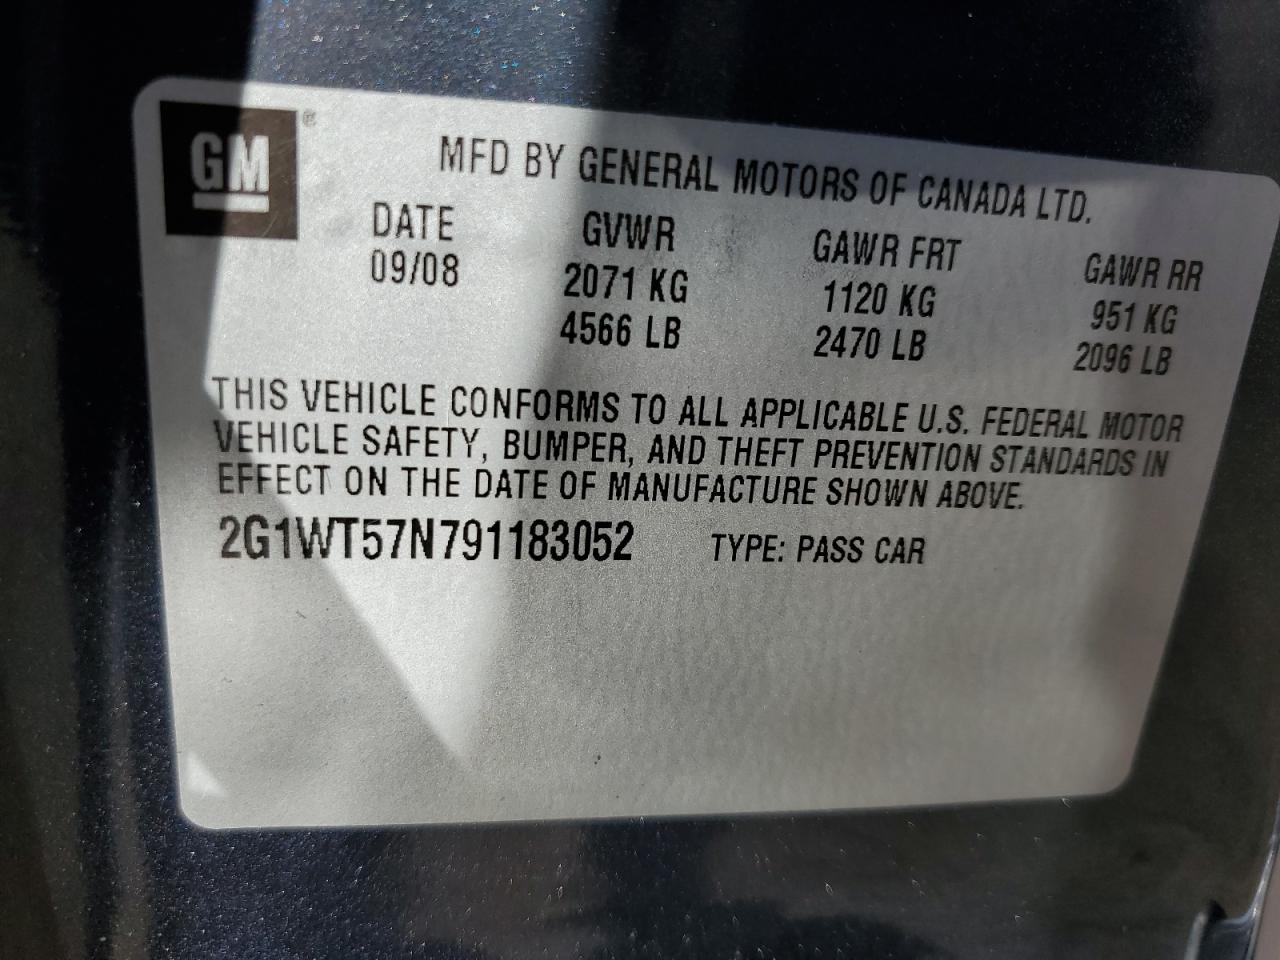 GM®
MFD BY GENERAL MOTORS OF CANADA LTD.
DATE GVWR GAWR FRT GAWR RR
09/08 2071 KG 1120 KG 951 KG
4566 LB 2470 LB 2096 LB
THIS VEHICLE CONFORMS TO ALL APPLICABLE U.S. FEDERAL MOTOR
VEHICLE SAFETY, BUMPER, AND THEFT PREVENTION STANDARDS IN
EFFECT ON THE DATE OF MANUFACTURE SHOWN ABOVE.
2G1WT57N791183052 TYPE: PASS CAR